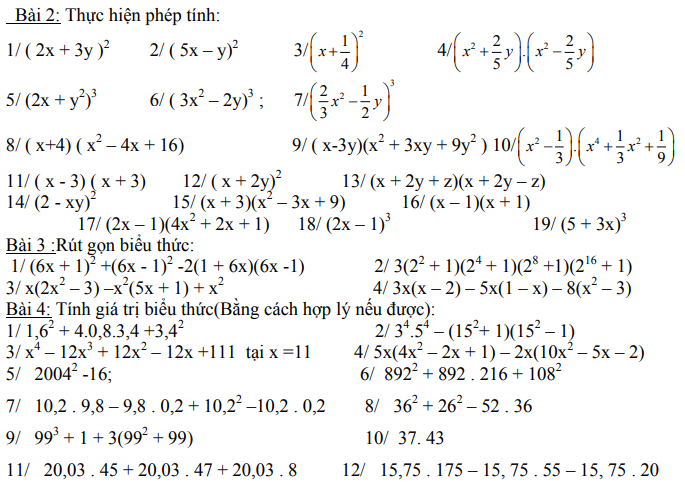 Bài 2: Thực hiện phép tính:
1/ ( 2x + 3y )² 2/ ( 5x – y)² 3/(x + 1/4)² 4/(x² + 2/5 y).(x² − 2/5 y)
5/ (2x + y²)³ 6/ ( 3x² – 2y)³ ; 7/(2/3 x² − 1/2 y)³
8/ ( x+4) ( x² – 4x + 16) 9/ ( x-3y)(x² + 3xy + 9y² ) 10/(x² − 1/3).(x⁴ + 1/3 x² + 1/9)
11/ ( x - 3) ( x + 3) 12/ ( x + 2y)² 13/ (x + 2y + z)(x + 2y – z)
14/ (2 - xy)² 15/ (x + 3)(x² – 3x + 9) 16/ (x – 1)(x + 1)
17/ (2x – 1)(4x² + 2x + 1) 18/ (2x – 1)³ 19/ (5 + 3x)³
Bài 3 :Rút gọn biểu thức:
1/ (6x + 1)² +(6x - 1)² -2(1 + 6x)(6x -1) 2/ 3(2² + 1)(2⁴ + 1)(2⁸ +1)(2¹⁶ + 1)
3/ x(2x² – 3) –x²(5x + 1) + x² 4/ 3x(x – 2) – 5x(1 – x) – 8(x² – 3)
Bài 4: Tính giá trị biểu thức(Bằng cách hợp lý nếu được):
1/ 1,6² + 4.0,8.3,4 +3,4² 2/ 3⁴.5⁴ – (15²+ 1)(15² – 1)
3/ x⁴ – 12x³ + 12x² – 12x +111 tại x =11 4/ 5x(4x² – 2x + 1) – 2x(10x² – 5x – 2)
5/ 2004² -16; 6/ 892² + 892 . 216 + 108²
7/ 10,2 . 9,8 – 9,8 . 0,2 + 10,2² –10,2 . 0,2 8/ 36² + 26² – 52 . 36
9/ 99³ + 1 + 3(99² + 99) 10/ 37. 43
11/ 20,03 . 45 + 20,03 . 47 + 20,03 . 8 12/ 15,75 . 175 – 15, 75 . 55 – 15, 75 . 20